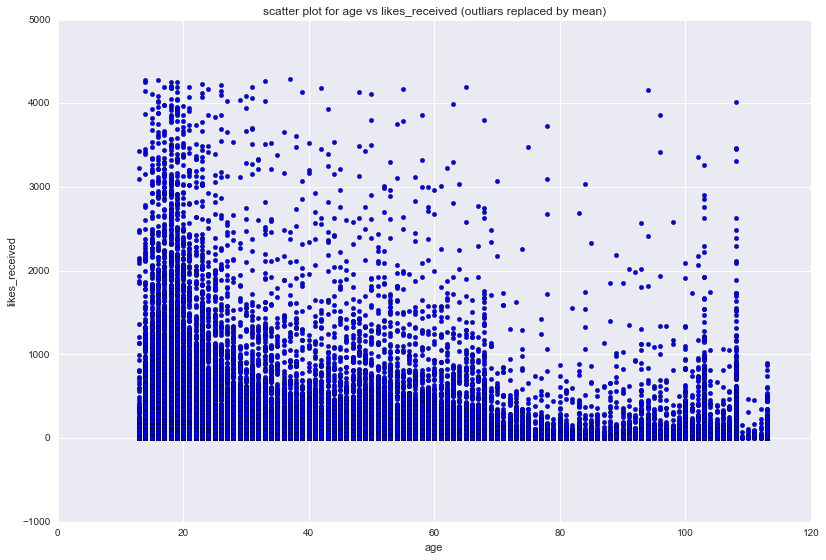 scatter plot for age vs likes_received (outliars replaced by mean)
5000
4000
3000
2000
1000
0
−1000
likes_received
0 20 40 60 80 100 120
age